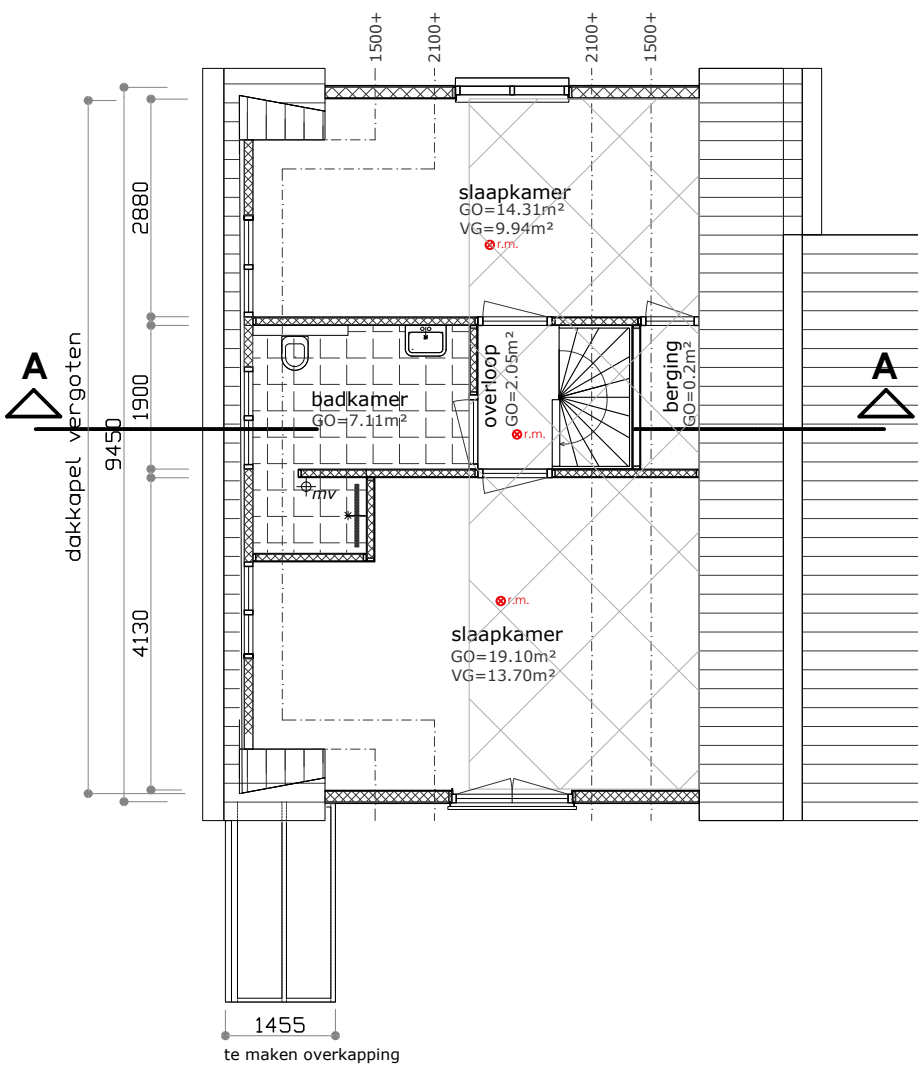 1500+
2100+
2100+
1500+
slaapkamer
GO=14.31m²
VG=9.94m²
r.m.
2880
dakkapel vergoten
9450
1900
A
A
badkamer
GO=7.11m²
overloop
GO=2.05m²
r.m.
berging
GO=0.2m²
mv
4130
r.m.
slaapkamer
GO=19.10m²
VG=13.70m²
1455
te maken overkapping